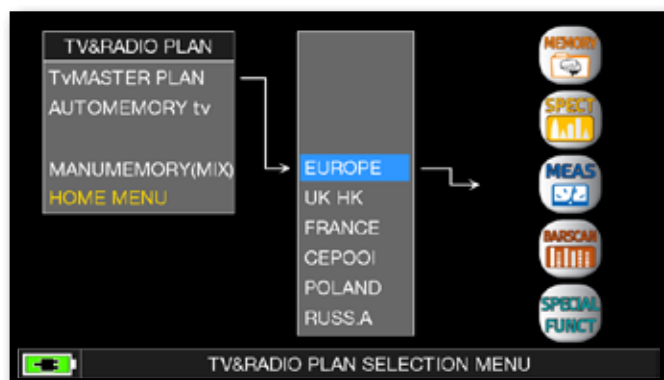 TV&RADIO PLAN
TvMASTER PLAN
AUTOMEMORY tv
MANUMEMORY(MIX)
HOME MENU
EUROPE
UK HK
FRANCE
CEPOOI
POLAND
RUSS.A
MEMORY
SPECT
MEAS
BARSCAN
SPECIAL
FUNCT
TV&RADIO PLAN SELECTION MENU